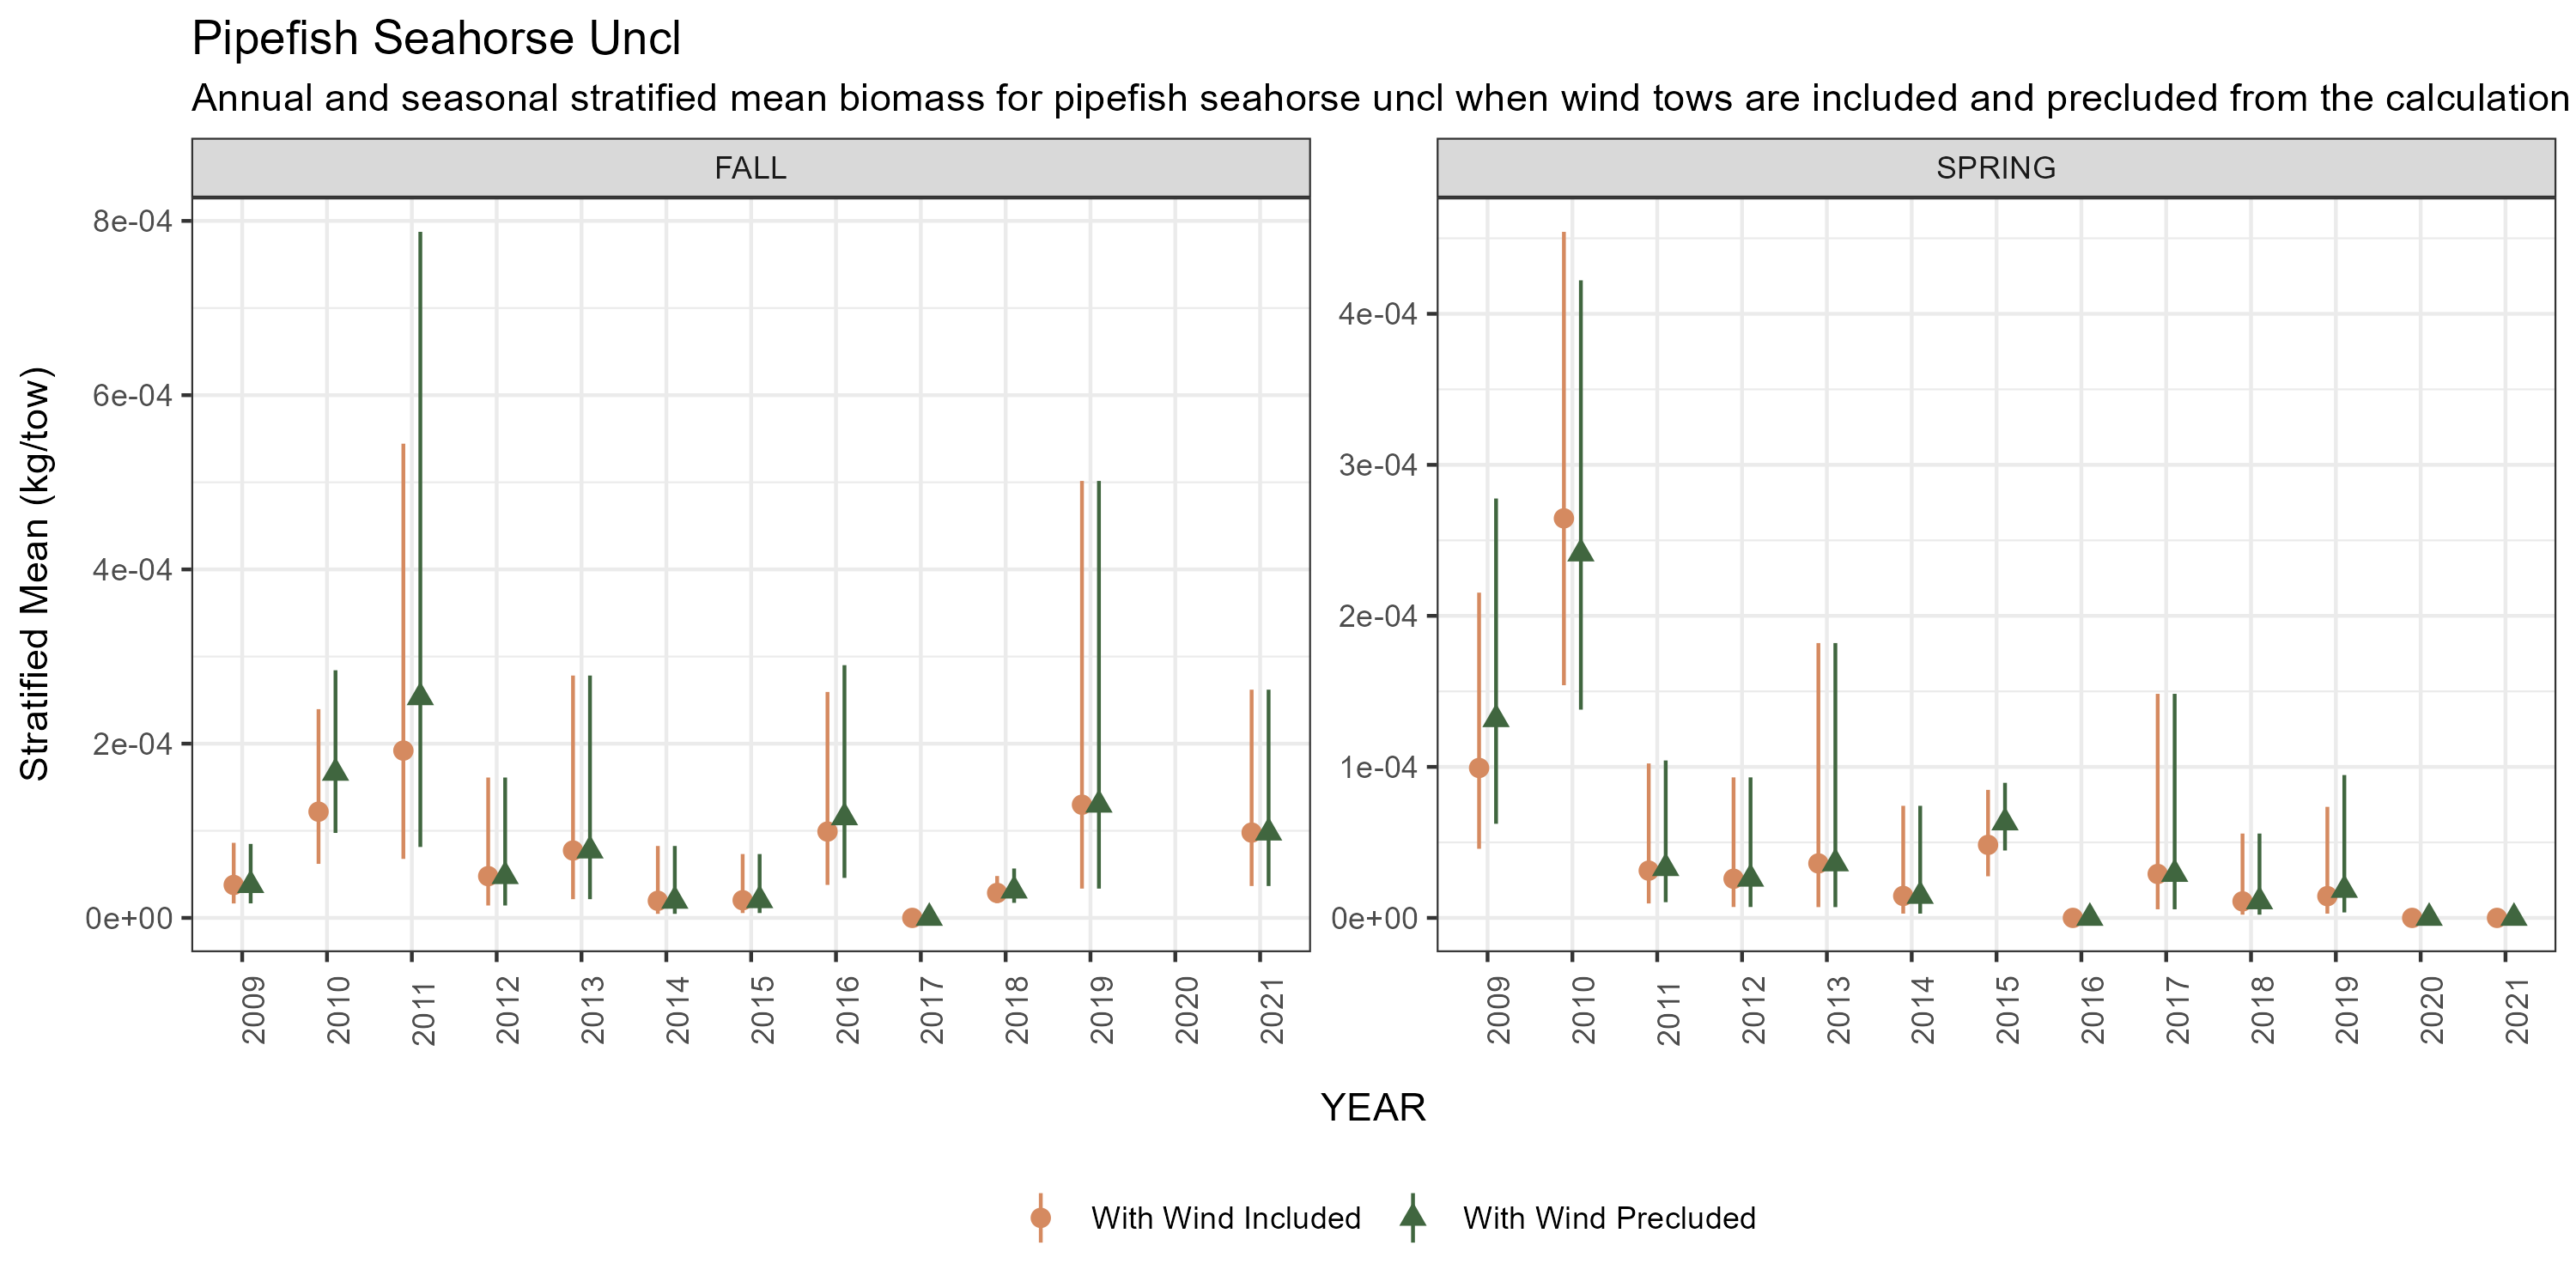 Pipefish Seahorse Uncl
Annual and seasonal stratified mean biomass for pipefish seahorse uncl when wind tows are included and precluded from the calculation
FALL
SPRING
Stratified Mean (kg/tow)
8e-04
6e-04
4e-04
2e-04
0e+00
4e-04
3e-04
2e-04
1e-04
0e+00
2009 2010 2011 2012 2013 2014 2015 2016 2017 2018 2019 2020 2021
2009 2010 2011 2012 2013 2014 2015 2016 2017 2018 2019 2020 2021
YEAR
With Wind Included
With Wind Precluded